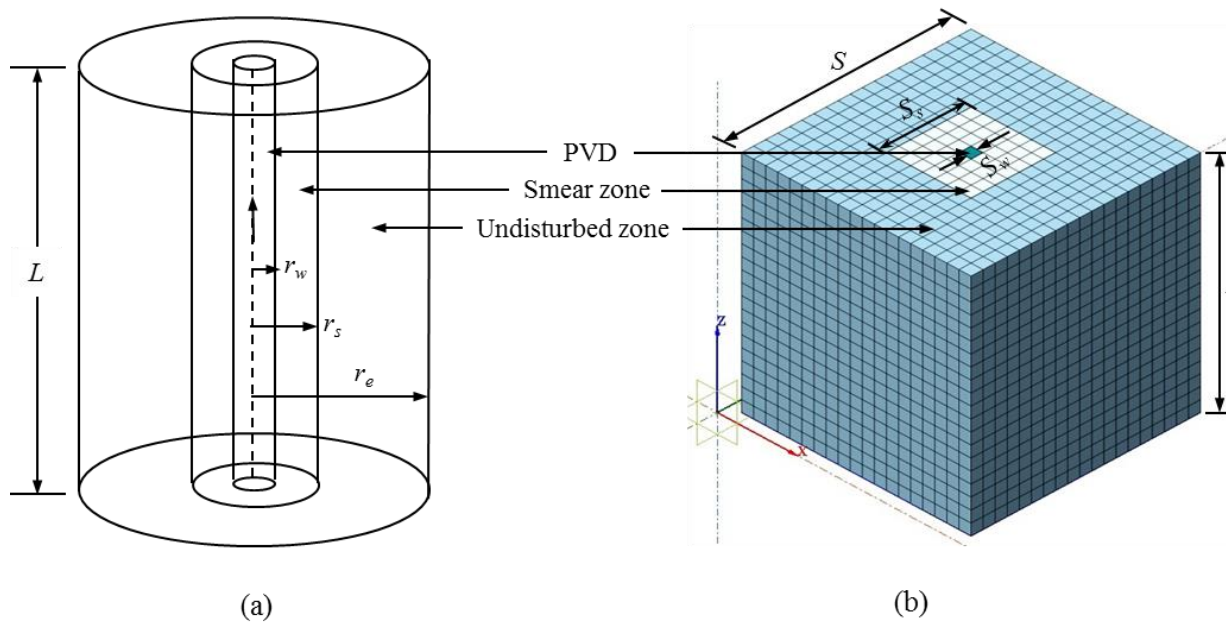 S
S_s
PVD
S_w
Smear zone
Undisturbed zone
L
r_w
r_s
r_e
z
x
(a)
(b)